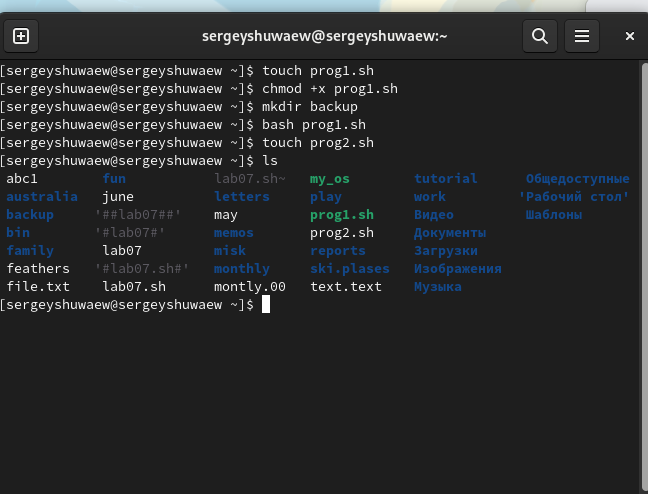 sergeyshuwaew@sergeyshuwaew:~
[sergeyshuwaew@sergeyshuwaew ~]$ touch prog1.sh
[sergeyshuwaew@sergeyshuwaew ~]$ chmod +x prog1.sh
[sergeyshuwaew@sergeyshuwaew ~]$ mkdir backup
[sergeyshuwaew@sergeyshuwaew ~]$ bash prog1.sh
[sergeyshuwaew@sergeyshuwaew ~]$ touch prog2.sh
[sergeyshuwaew@sergeyshuwaew ~]$ ls
abc1 fun lab07.sh~ my_os tutorial Общедоступные
australia june letters play work 'Рабочий стол'
backup '##lab07##' may prog1.sh Видео Шаблоны
bin '#lab07#' memos prog2.sh Документы
family lab07 misk reports Загрузки
feathers '#lab07.sh#' monthly ski.plases Изображения
file.txt lab07.sh montly.00 text.text Музыка
[sergeyshuwaew@sergeyshuwaew ~]$